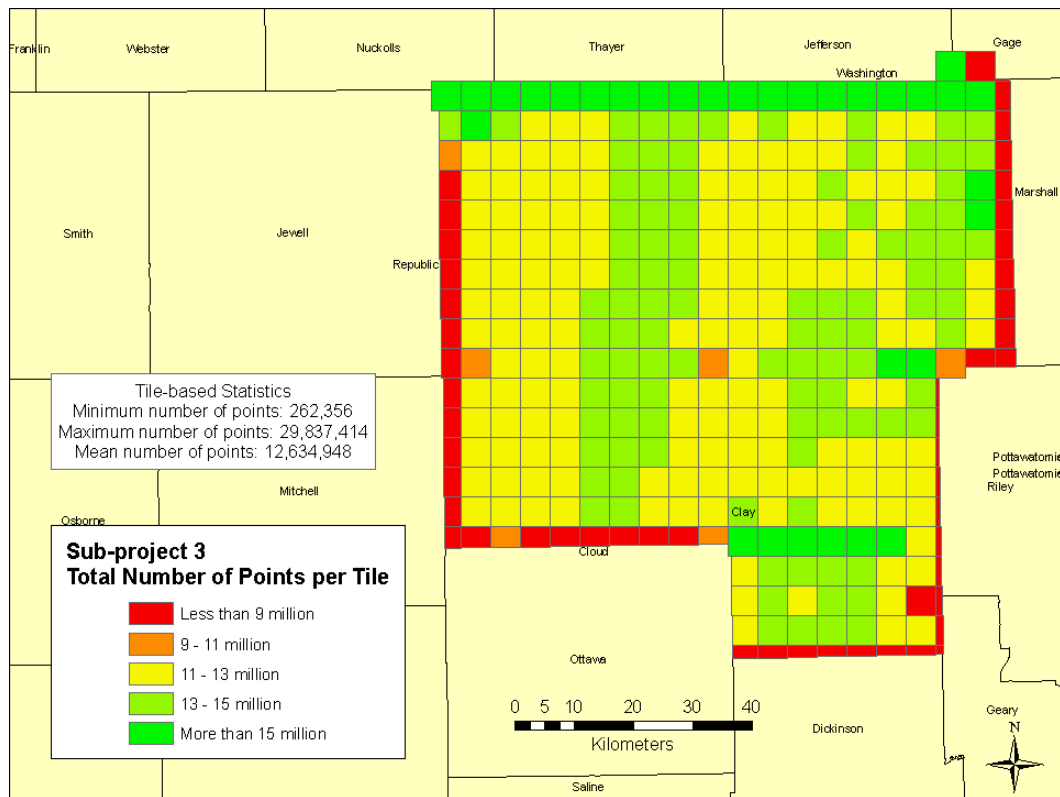 Franklin
Webster
Nuckolls
Thayer
Jefferson
Gage
Washington
Smith
Jewell
Republic
Marshall
Tile-based Statistics
Minimum number of points: 262,356
Maximum number of points: 29,837,414
Mean number of points: 12,634,948
Mitchell
Osborne
Pottawatomie
Pottawatomie
Riley
Clay
Cloud
Sub-project 3
Total Number of Points per Tile
Less than 9 million
9 - 11 million
11 - 13 million
13 - 15 million
More than 15 million
Ottawa
0 5 10 20 30 40
Kilometers
Dickinson
Geary
N
Saline